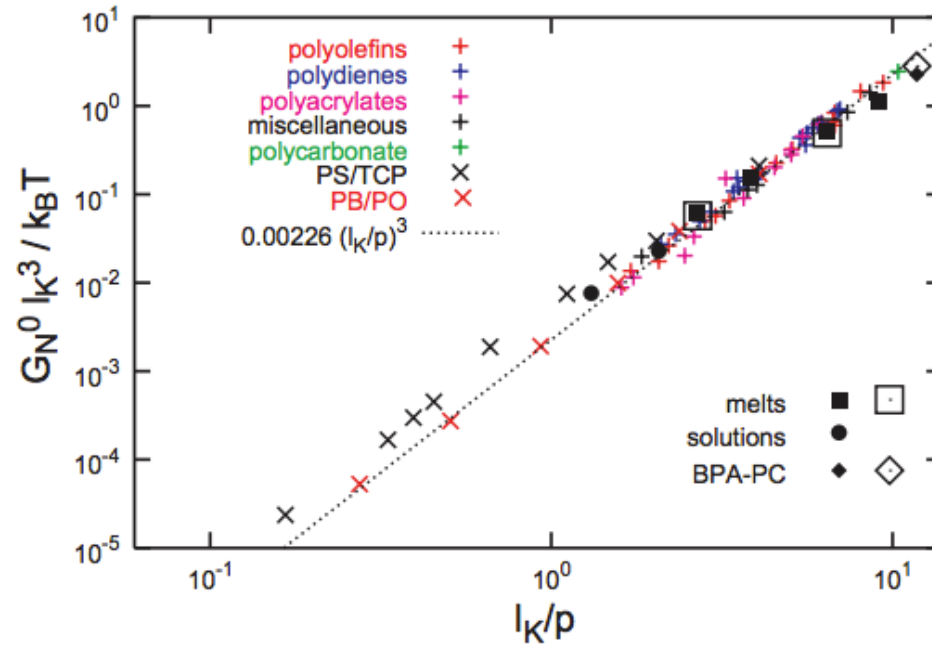 G_N^0 l_K^3 / k_B T
10^1
10^0
10^-1
10^-2
10^-3
10^-4
10^-5
polyolefins
polydienes
polyacrylates
miscellaneous
polycarbonate
PS/TCP
PB/PO
0.00226 (l_K/p)^3
melts
solutions
BPA-PC
10^-1
10^0
10^1
l_K/p